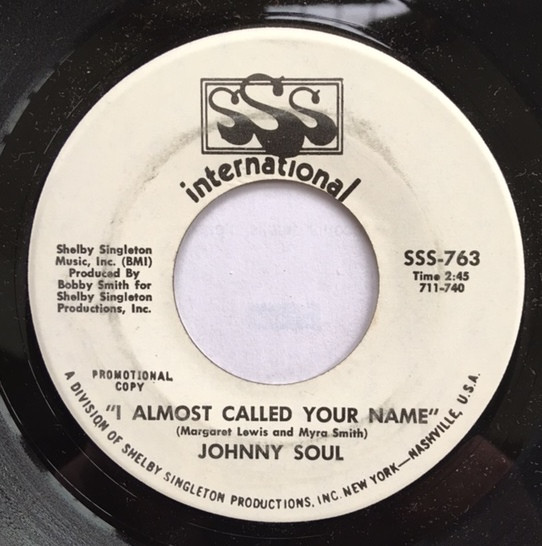 SSS
international
Shelby Singleton
Music, Inc. (BMI)
Produced By
Bobby Smith for
Shelby Singleton
Productions, Inc.
SSS-763
Time 2:45
711-740
PROMOTIONAL
COPY
"I ALMOST CALLED YOUR NAME"
(Margaret Lewis and Myra Smith)
JOHNNY SOUL
A DIVISION OF SHELBY SINGLETON PRODUCTIONS, INC. NEW YORK—NASHVILLE, U.S.A.